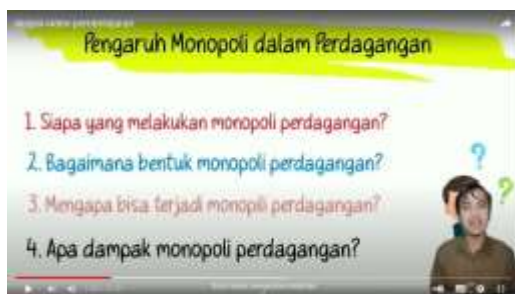 Pengaruh Monopoli dalam Perdagangan
1. Siapa yang melakukan monopoli perdagangan?
2. Bagaimana bentuk monopoli perdagangan?
3. Mengapa bisa terjadi monopili perdagangan?
4. Apa dampak monopoli perdagangan?
?
?